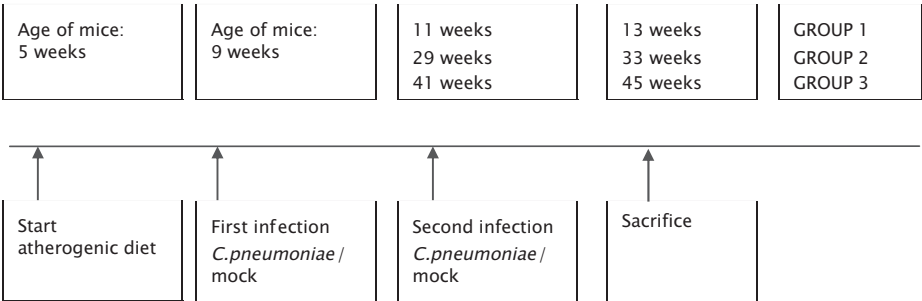 Age of mice:
5 weeks
Age of mice:
9 weeks
11 weeks
29 weeks
41 weeks
13 weeks
33 weeks
45 weeks
GROUP 1
GROUP 2
GROUP 3
Start
atherogenic diet
First infection
C.pneumoniae/
mock
Second infection
C.pneumoniae/
mock
Sacrifice